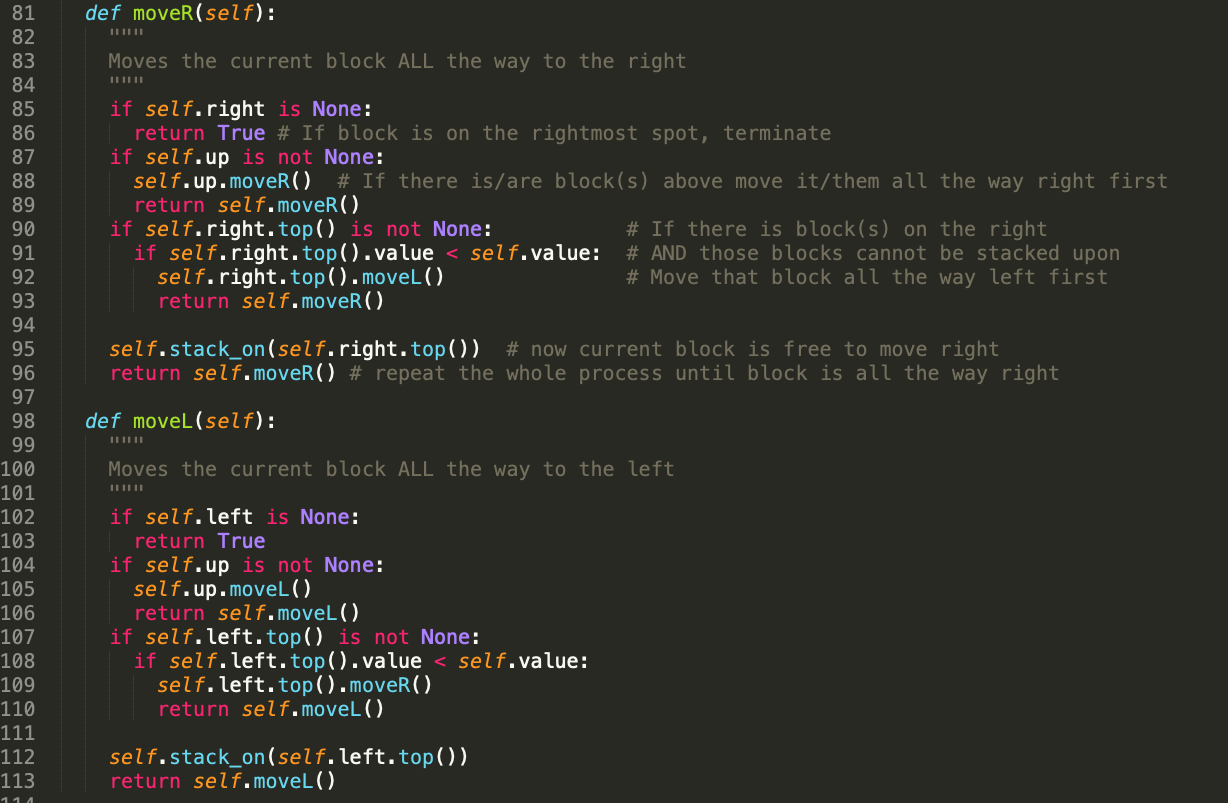 81 def moveR(self):
82 """
83 Moves the current block ALL the way to the right
84 """
85 if self.right is None:
86 return True # If block is on the rightmost spot, terminate
87 if self.up is not None:
88 self.up.moveR()  # If there is/are block(s) above move it/them all the way right first
89 return self.moveR()
90 if self.right.top() is not None:           # If there is block(s) on the right
91 if self.right.top().value < self.value:  # AND those blocks cannot be stacked upon
92 self.right.top().moveL()               # Move that block all the way left first
93 return self.moveR()
94
95 self.stack_on(self.right.top())  # now current block is free to move right
96 return self.moveR() # repeat the whole process until block is all the way right
97
98 def moveL(self):
99 """
100 Moves the current block ALL the way to the left
101 """
102 if self.left is None:
103 return True
104 if self.up is not None:
105 self.up.moveL()
106 return self.moveL()
107 if self.left.top() is not None:
108 if self.left.top().value < self.value:
109 self.left.top().moveR()
110 return self.moveL()
111
112 self.stack_on(self.left.top())
113 return self.moveL()